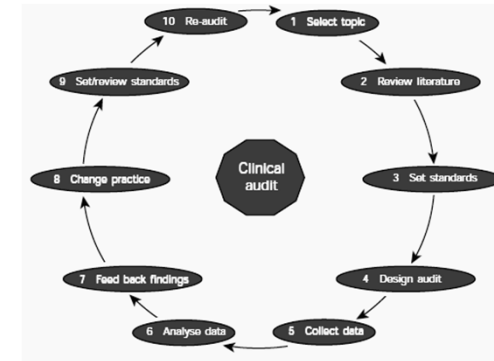 10 Re-audit
1 Select topic
2 Review literature
3 Set standards
4 Design audit
5 Collect data
6 Analyse data
7 Feed back findings
8 Change practice
9 Set/review standards
Clinical
audit